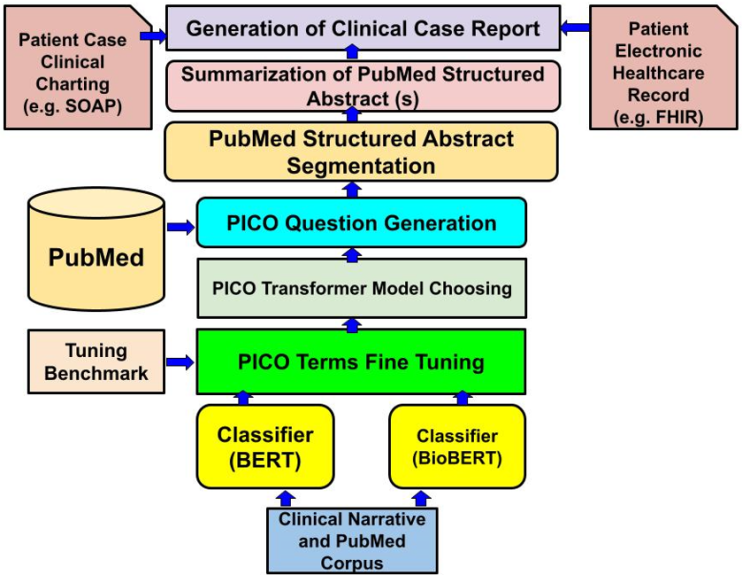 Generation of Clinical Case Report
Patient Case
Clinical
Charting
(e.g. SOAP)
Patient
Electronic
Healthcare
Record
(e.g. FHIR)
Summarization of PubMed Structured
Abstract (s)
PubMed Structured Abstract
Segmentation
PubMed
PICO Question Generation
PICO Transformer Model Choosing
Tuning
Benchmark
PICO Terms Fine Tuning
Classifier
(BERT)
Classifier
(BioBERT)
Clinical Narrative
and PubMed
Corpus